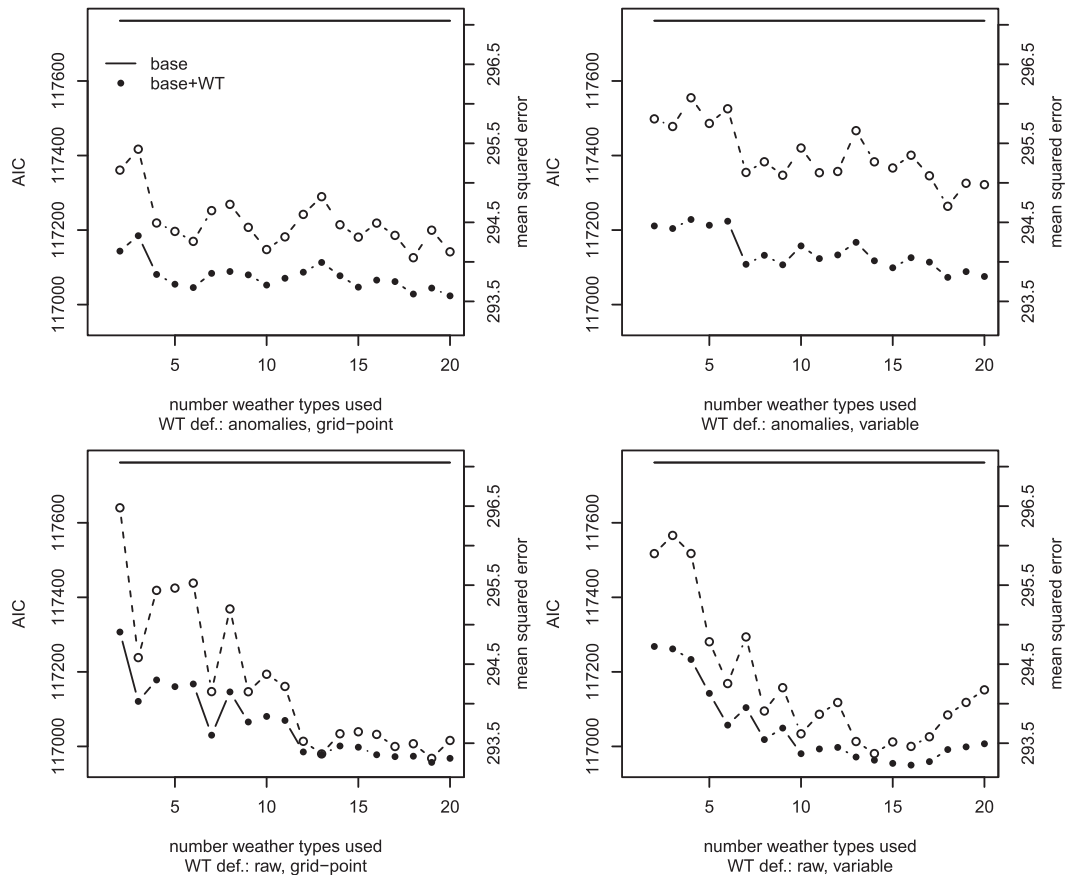 117000 117200 117400 117600
AIC
base
base+WT
293.5 294.5 295.5 296.5
mean squared error
5 10 15 20
number weather types used
WT def.: anomalies, grid−point
117000 117200 117400 117600
AIC
293.5 294.5 295.5 296.5
mean squared error
5 10 15 20
number weather types used
WT def.: anomalies, variable
117000 117200 117400 117600
AIC
293.5 294.5 295.5 296.5
mean squared error
5 10 15 20
number weather types used
WT def.: raw, grid−point
117000 117200 117400 117600
AIC
293.5 294.5 295.5 296.5
mean squared error
5 10 15 20
number weather types used
WT def.: raw, variable